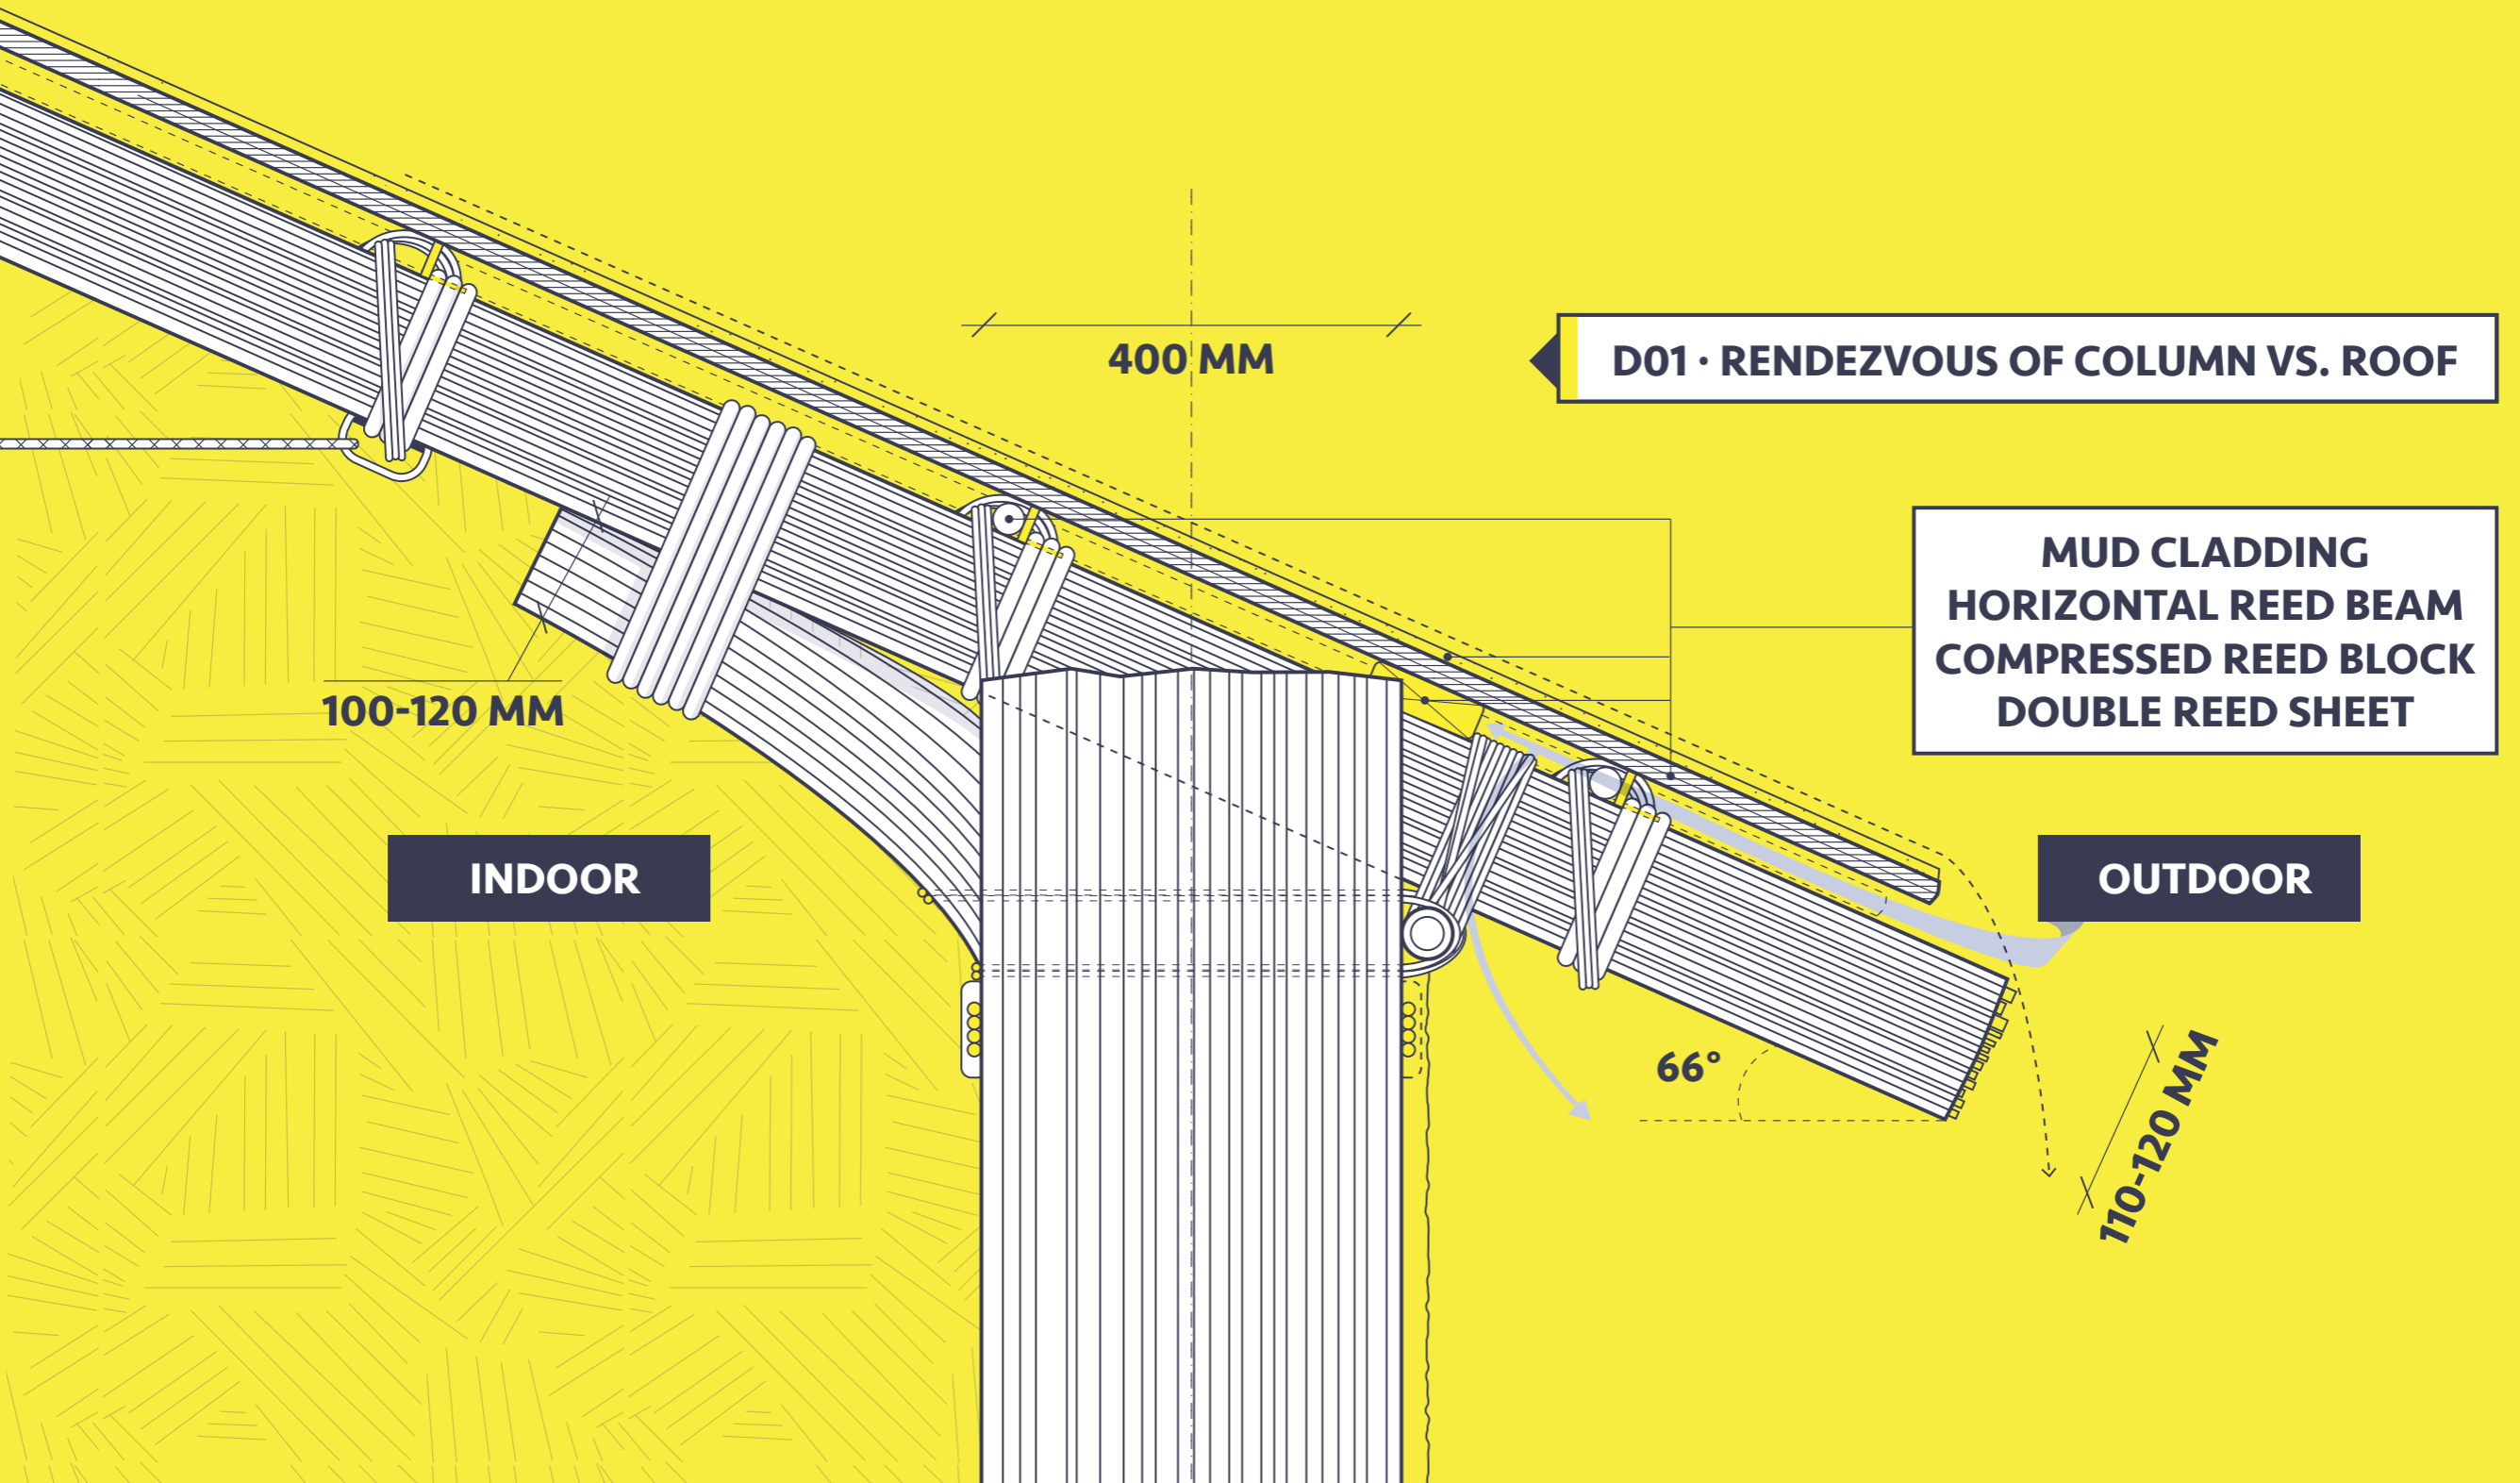 400 MM
D01 · RENDEZVOUS OF COLUMN VS. ROOF
MUD CLADDING
HORIZONTAL REED BEAM
COMPRESSED REED BLOCK
DOUBLE REED SHEET
100-120 MM
INDOOR
OUTDOOR
66°
110-120 MM